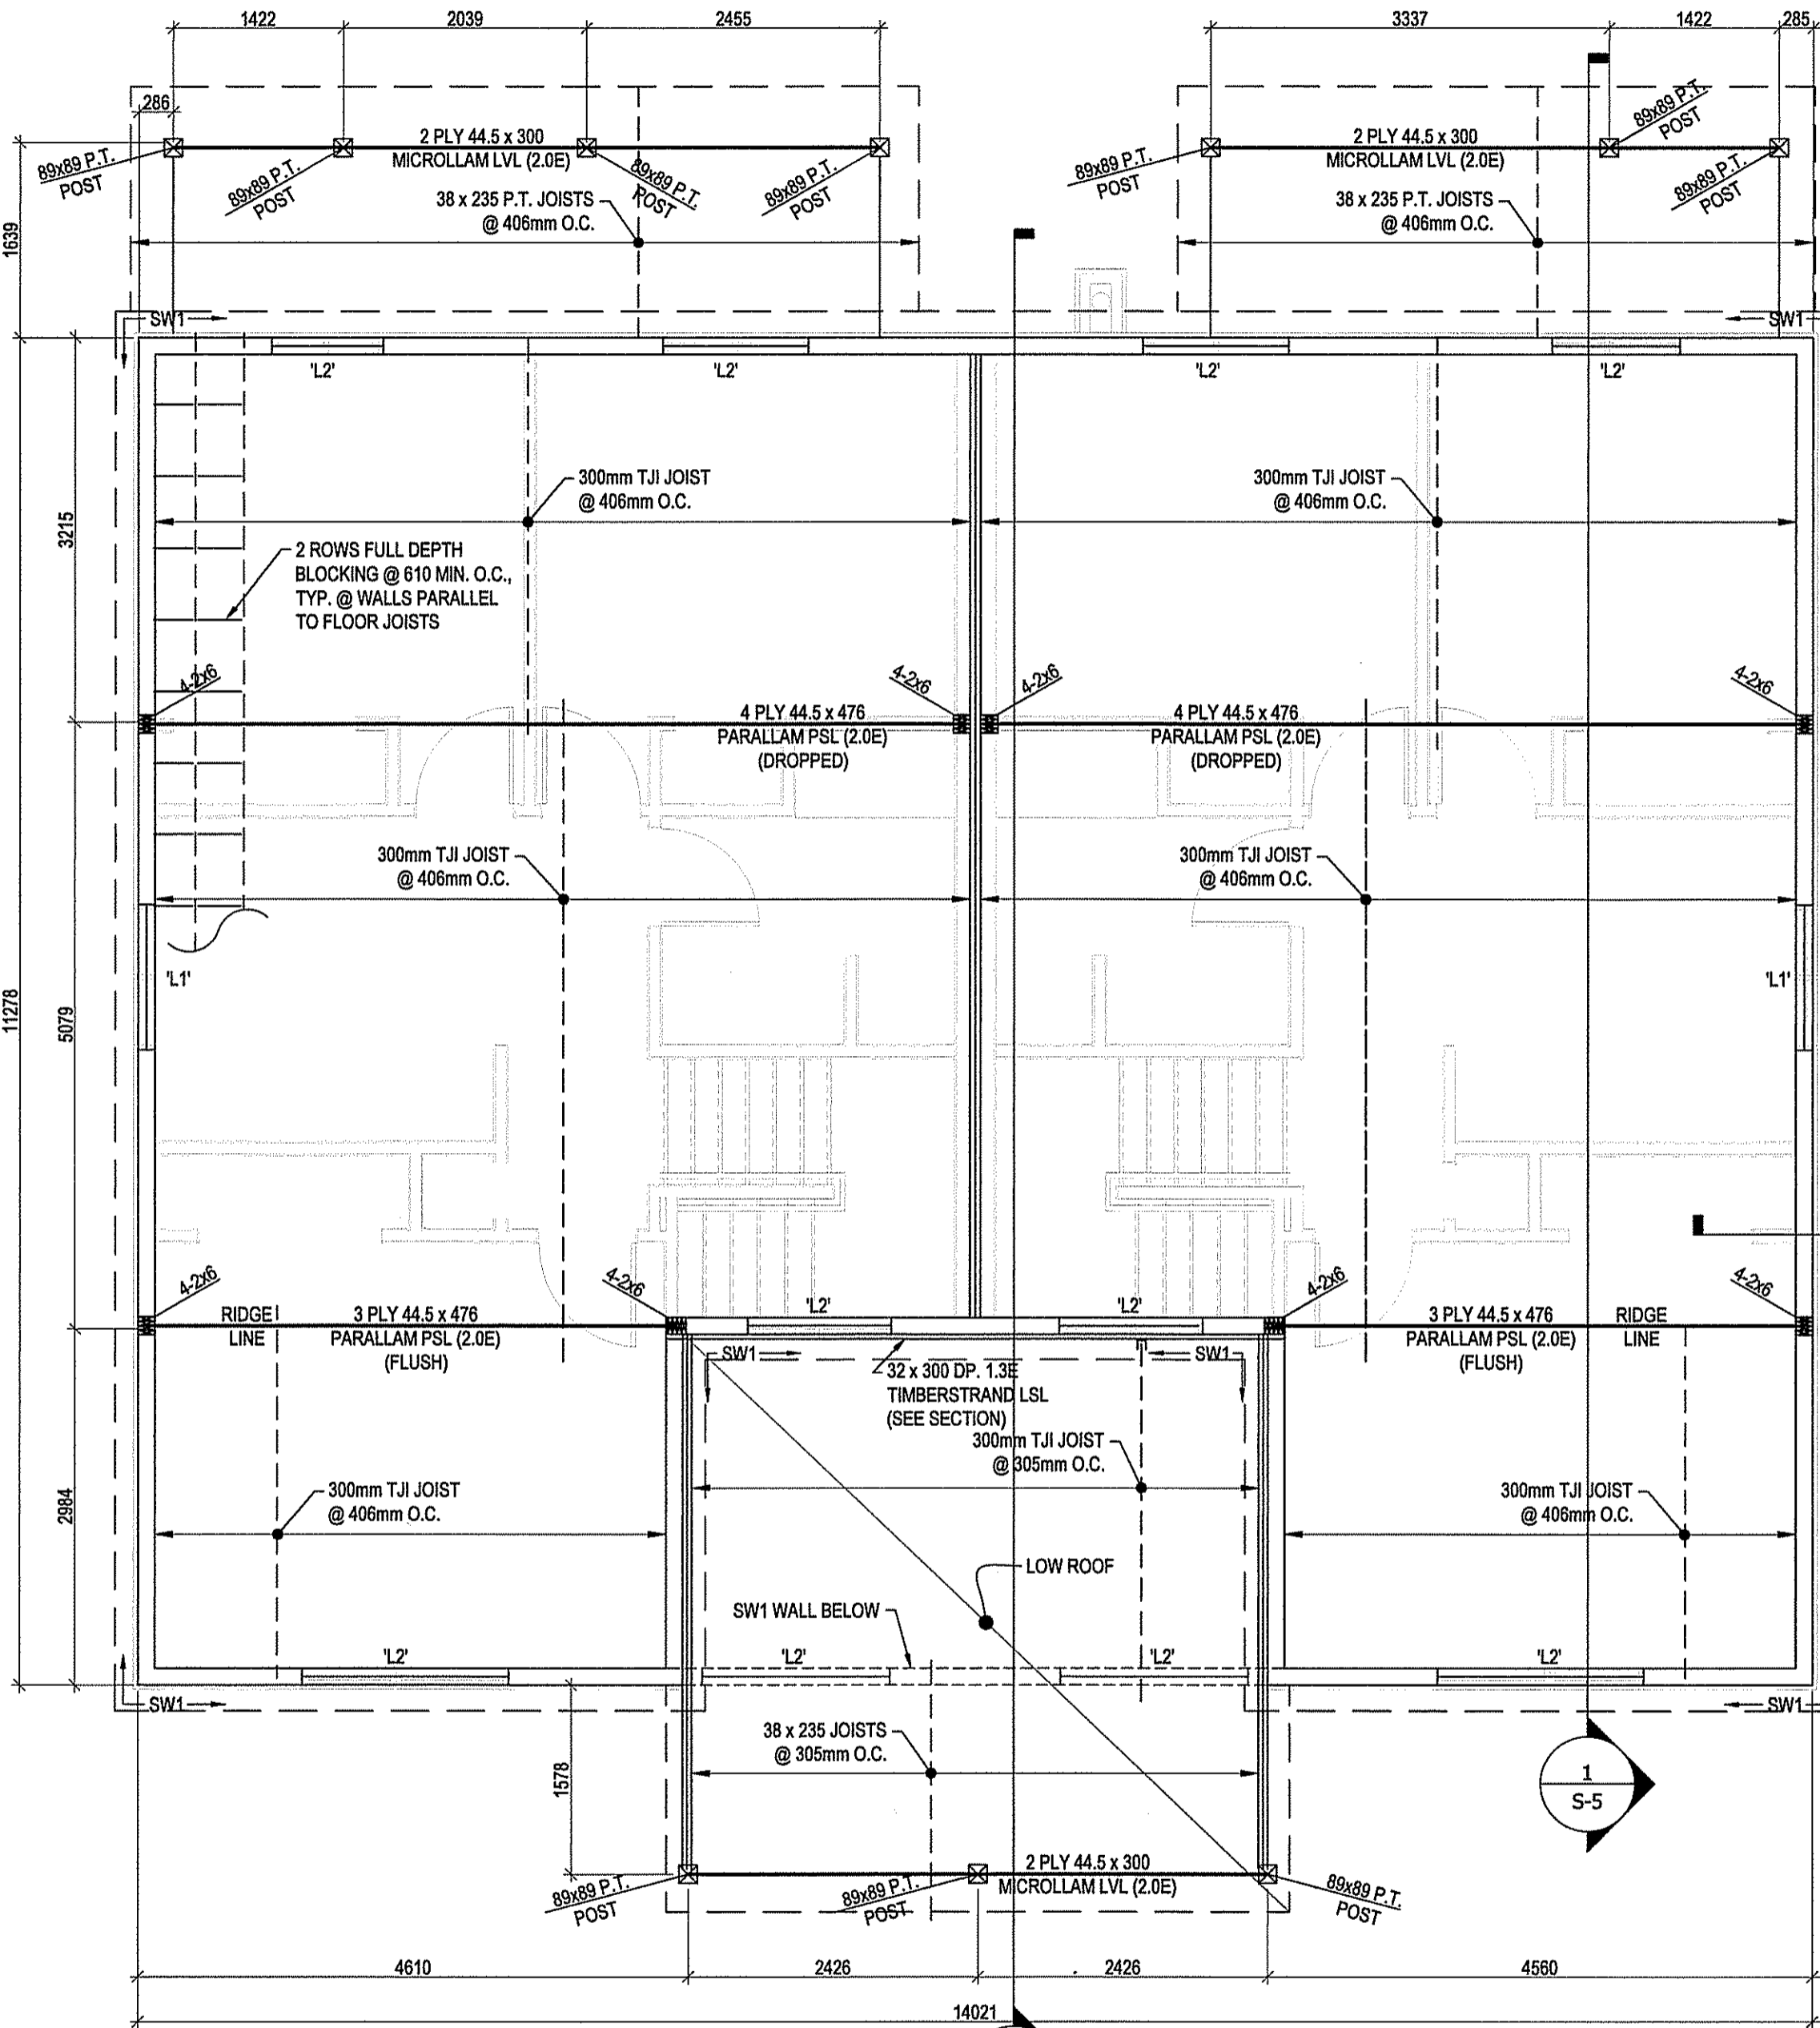 1422
2039
2455
3337
1422
285
286
89x89 P.T.
POST
89x89 P.T.
POST
2 PLY 44.5 x 300
MICROLLAM LVL (2.0E)
89x89 P.T.
POST
89x89 P.T.
POST
38 x 235 P.T. JOISTS
@ 406mm O.C.
89x89 P.T.
POST
2 PLY 44.5 x 300
MICROLLAM LVL (2.0E)
89x89 P.T.
POST
89x89 P.T.
POST
38 x 235 P.T. JOISTS
@ 406mm O.C.
1639
SW1
SW1
'L2'
'L2'
'L2'
'L2'
300mm TJI JOIST
@ 406mm O.C.
300mm TJI JOIST
@ 406mm O.C.
3215
2 ROWS FULL DEPTH
BLOCKING @ 610 MIN. O.C.,
TYP. @ WALLS PARALLEL
TO FLOOR JOISTS
4-2x6
4-2x6
4-2x6
4-2x6
4 PLY 44.5 x 476
PARALLAM PSL (2.0E)
(DROPPED)
4 PLY 44.5 x 476
PARALLAM PSL (2.0E)
(DROPPED)
300mm TJI JOIST
@ 406mm O.C.
300mm TJI JOIST
@ 406mm O.C.
'L1'
'L1'
11278
5079
4-2x6
4-2x6
4-2x6
4-2x6
RIDGE
LINE
3 PLY 44.5 x 476
PARALLAM PSL (2.0E)
(FLUSH)
'L2'
'L2'
3 PLY 44.5 x 476
PARALLAM PSL (2.0E)
(FLUSH)
RIDGE
LINE
SW1
SW1
32 x 300 DP. 1.3E
TIMBERSTRAND LSL
(SEE SECTION)
300mm TJI JOIST
@ 305mm O.C.
2984
300mm TJI JOIST
@ 406mm O.C.
300mm TJI JOIST
@ 406mm O.C.
LOW ROOF
SW1 WALL BELOW
'L2'
'L2'
'L2'
'L2'
SW1
SW1
38 x 235 JOISTS
@ 305mm O.C.
1578
1
S-5
89x89 P.T.
POST
89x89 P.T.
POST
2 PLY 44.5 x 300
MICROLLAM LVL (2.0E)
89x89 P.T.
POST
4610
2426
2426
4560
14021